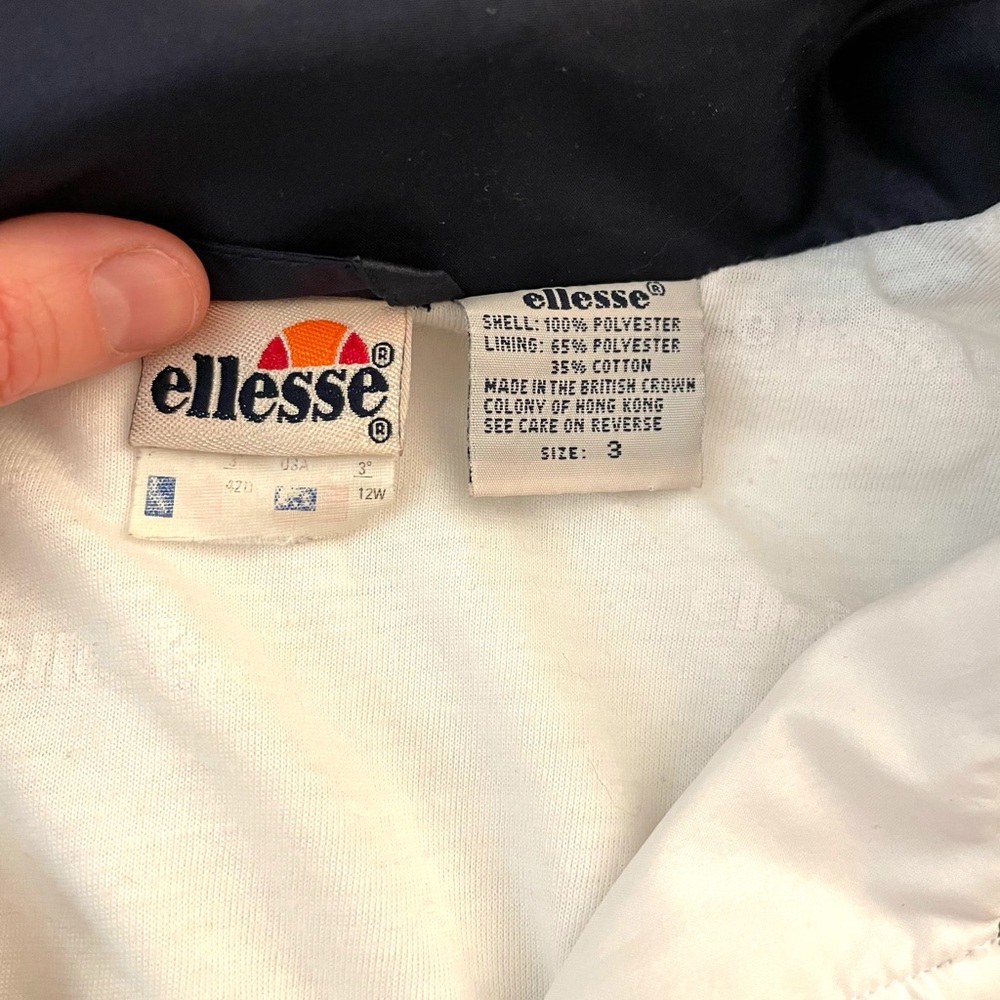 ellesse®
®
USA 3°
42D 12W
ellesse®
SHELL: 100% POLYESTER
LINING: 65% POLYESTER
35% COTTON
MADE IN THE BRITISH CROWN
COLONY OF HONG KONG
SEE CARE ON REVERSE
SIZE: 3